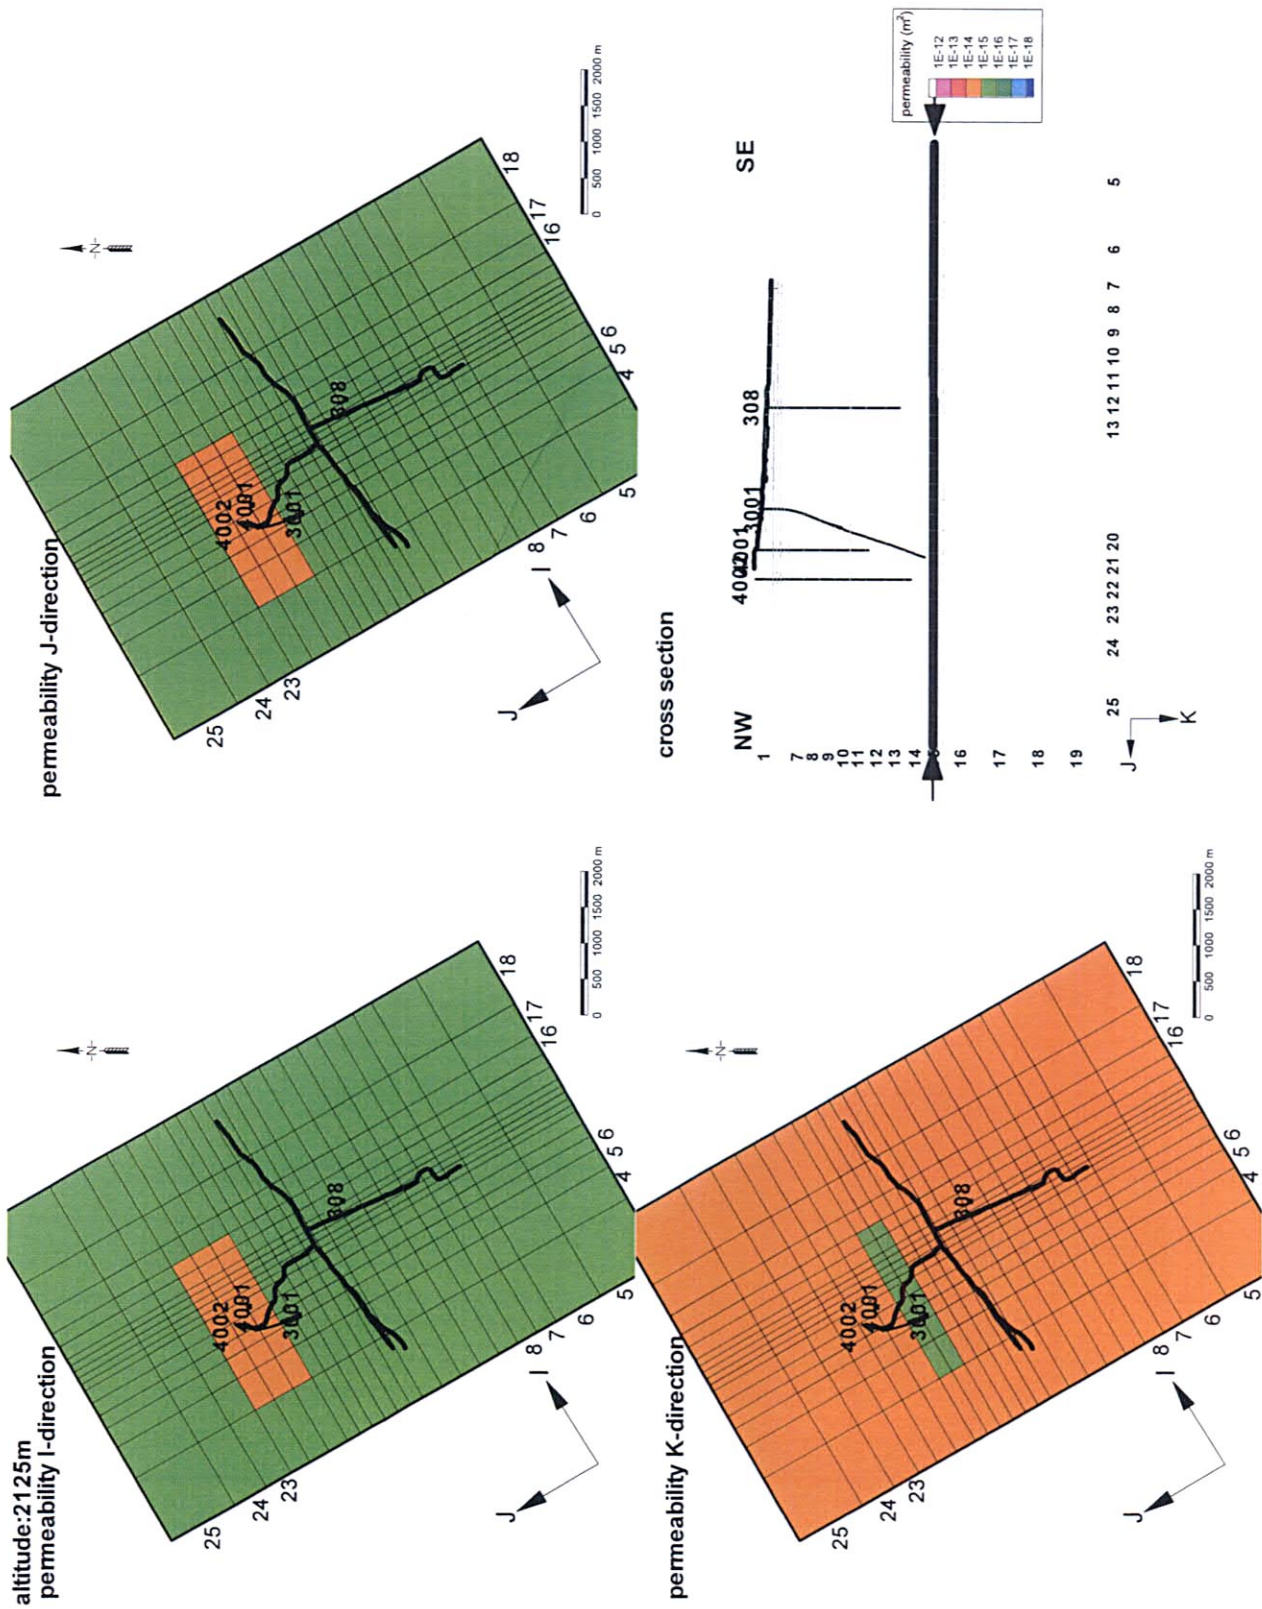 altitude:2125m
permeability I-direction
-N-
4002
4001
3001
308
25
24
23
8
7
6
5
4
5
6
16
17
18
J
I
0 500 1000 1500 2000 m
permeability J-direction
-N-
4002
4001
3001
308
25
24
23
8
7
6
5
4
5
6
16
17
18
J
I
0 500 1000 1500 2000 m
permeability K-direction
-N-
4002
4001
3001
308
25
24
23
8
7
6
5
4
5
6
16
17
18
J
I
0 500 1000 1500 2000 m
cross section
NW
SE
4002
4001
3001
308
1
7
8
9
10
11
12
13
14
16
17
18
19
25 24 23 22 21 20 13 12 11 10 9 8 7 6 5
J
K
permeability (m²)
1E-12
1E-13
1E-14
1E-15
1E-16
1E-17
1E-18